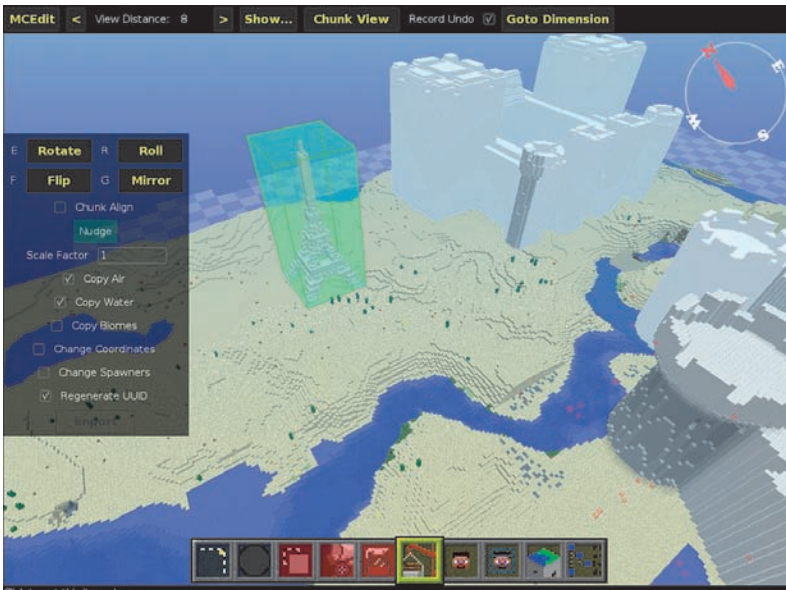 MCEdit < View Distance: 8 > Show... Chunk View Record Undo Goto Dimension
N
E
W
S
E Rotate R Roll
F Flip G Mirror
Chunk Align
Nudge
Scale Factor 1
Copy Air
Copy Water
Copy Biomes
Change Coordinates
Change Spawners
Regenerate UUID
Import